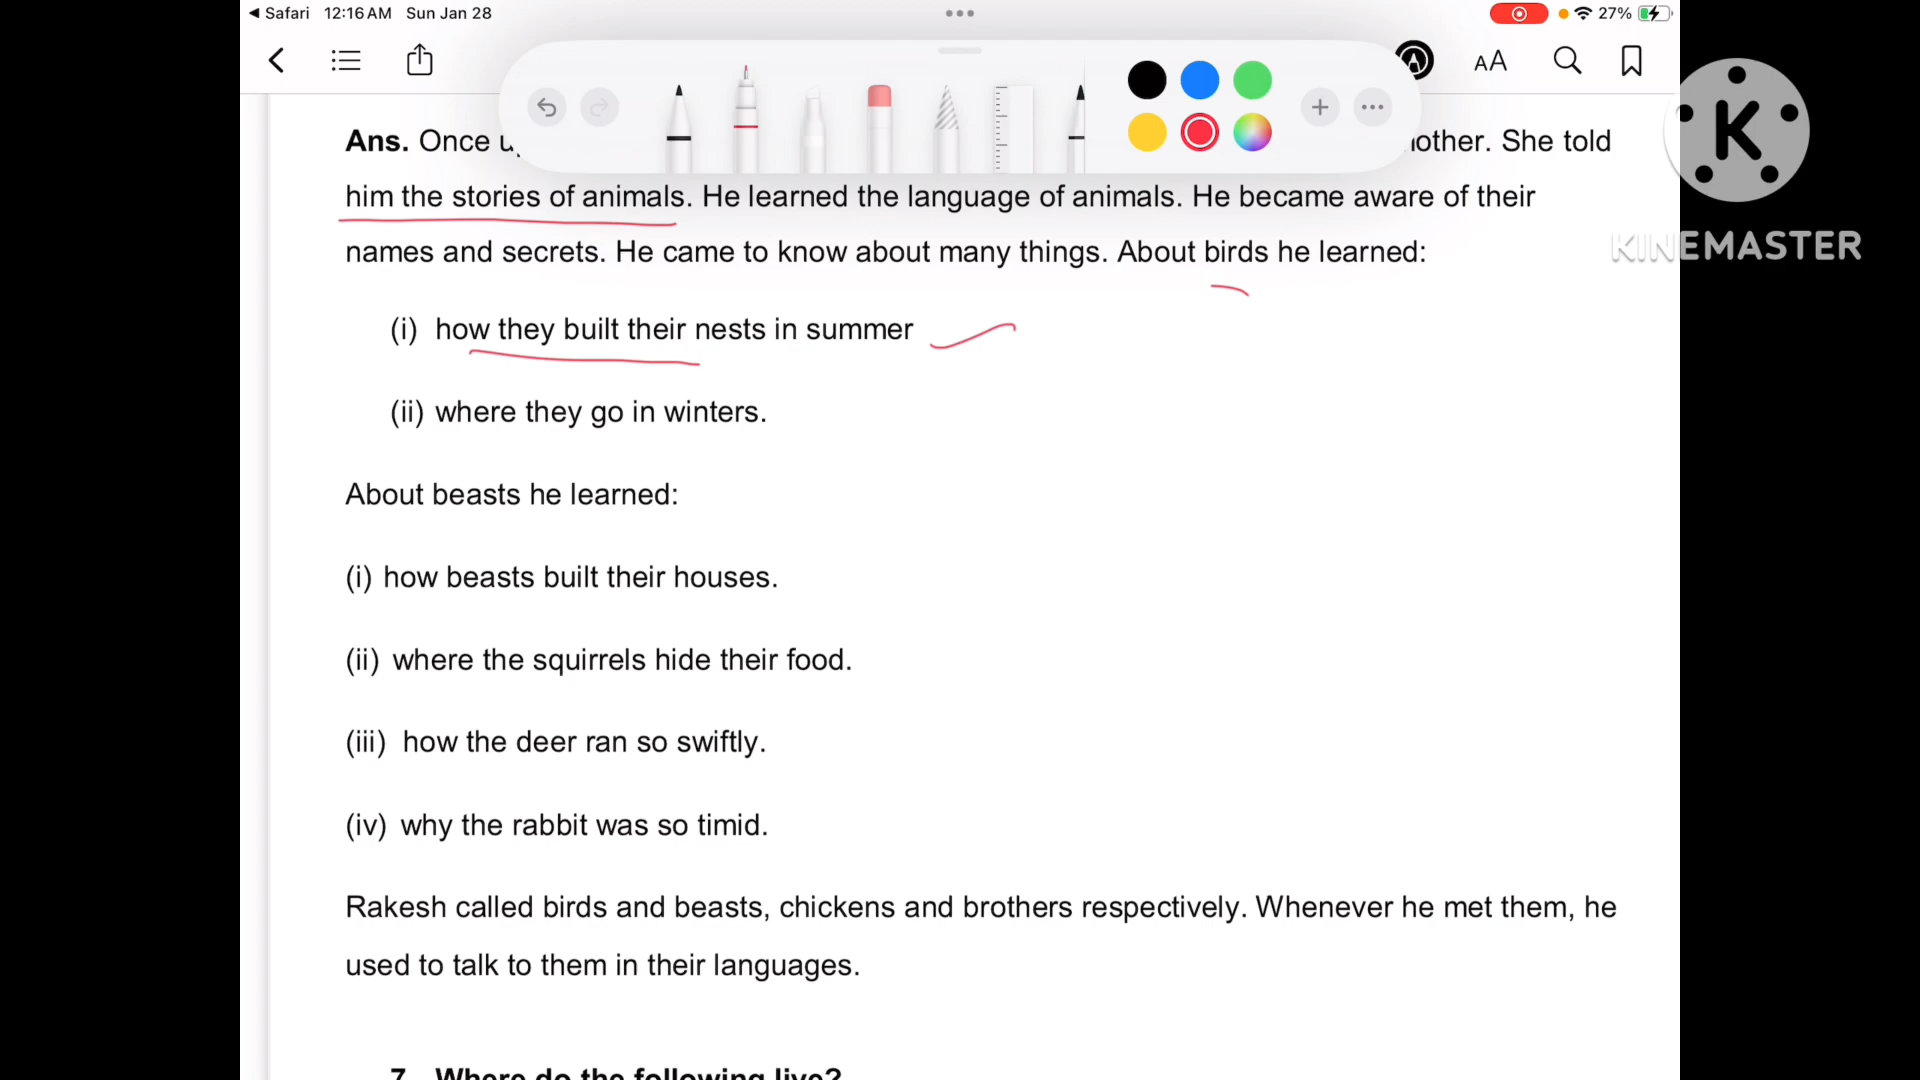 Safari 12:16 AM Sun Jan 28 27%
AA
Ans. Once other. She told
him the stories of animals. He learned the language of animals. He became aware of their
names and secrets. He came to know about many things. About birds he learned:
(i) how they built their nests in summer
(ii) where they go in winters.
About beasts he learned:
(i) how beasts built their houses.
(ii) where the squirrels hide their food.
(iii) how the deer ran so swiftly.
(iv) why the rabbit was so timid.
Rakesh called birds and beasts, chickens and brothers respectively. Whenever he met them, he
used to talk to them in their languages.
7. Where do the following live?
K
KINEMASTER